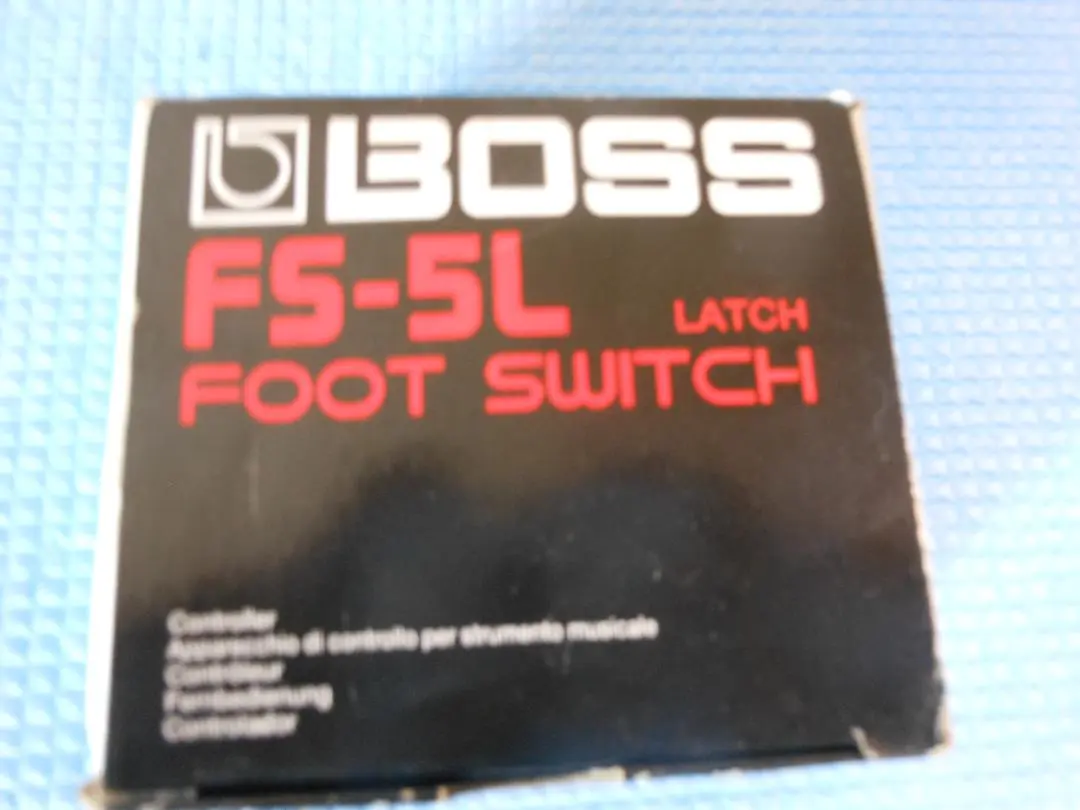 BOSS
FS-5L
LATCH
FOOT SWITCH
Controller
Apparecchio di controllo per strumento musicale
Contrôleur
Fernbedienung
Controlador